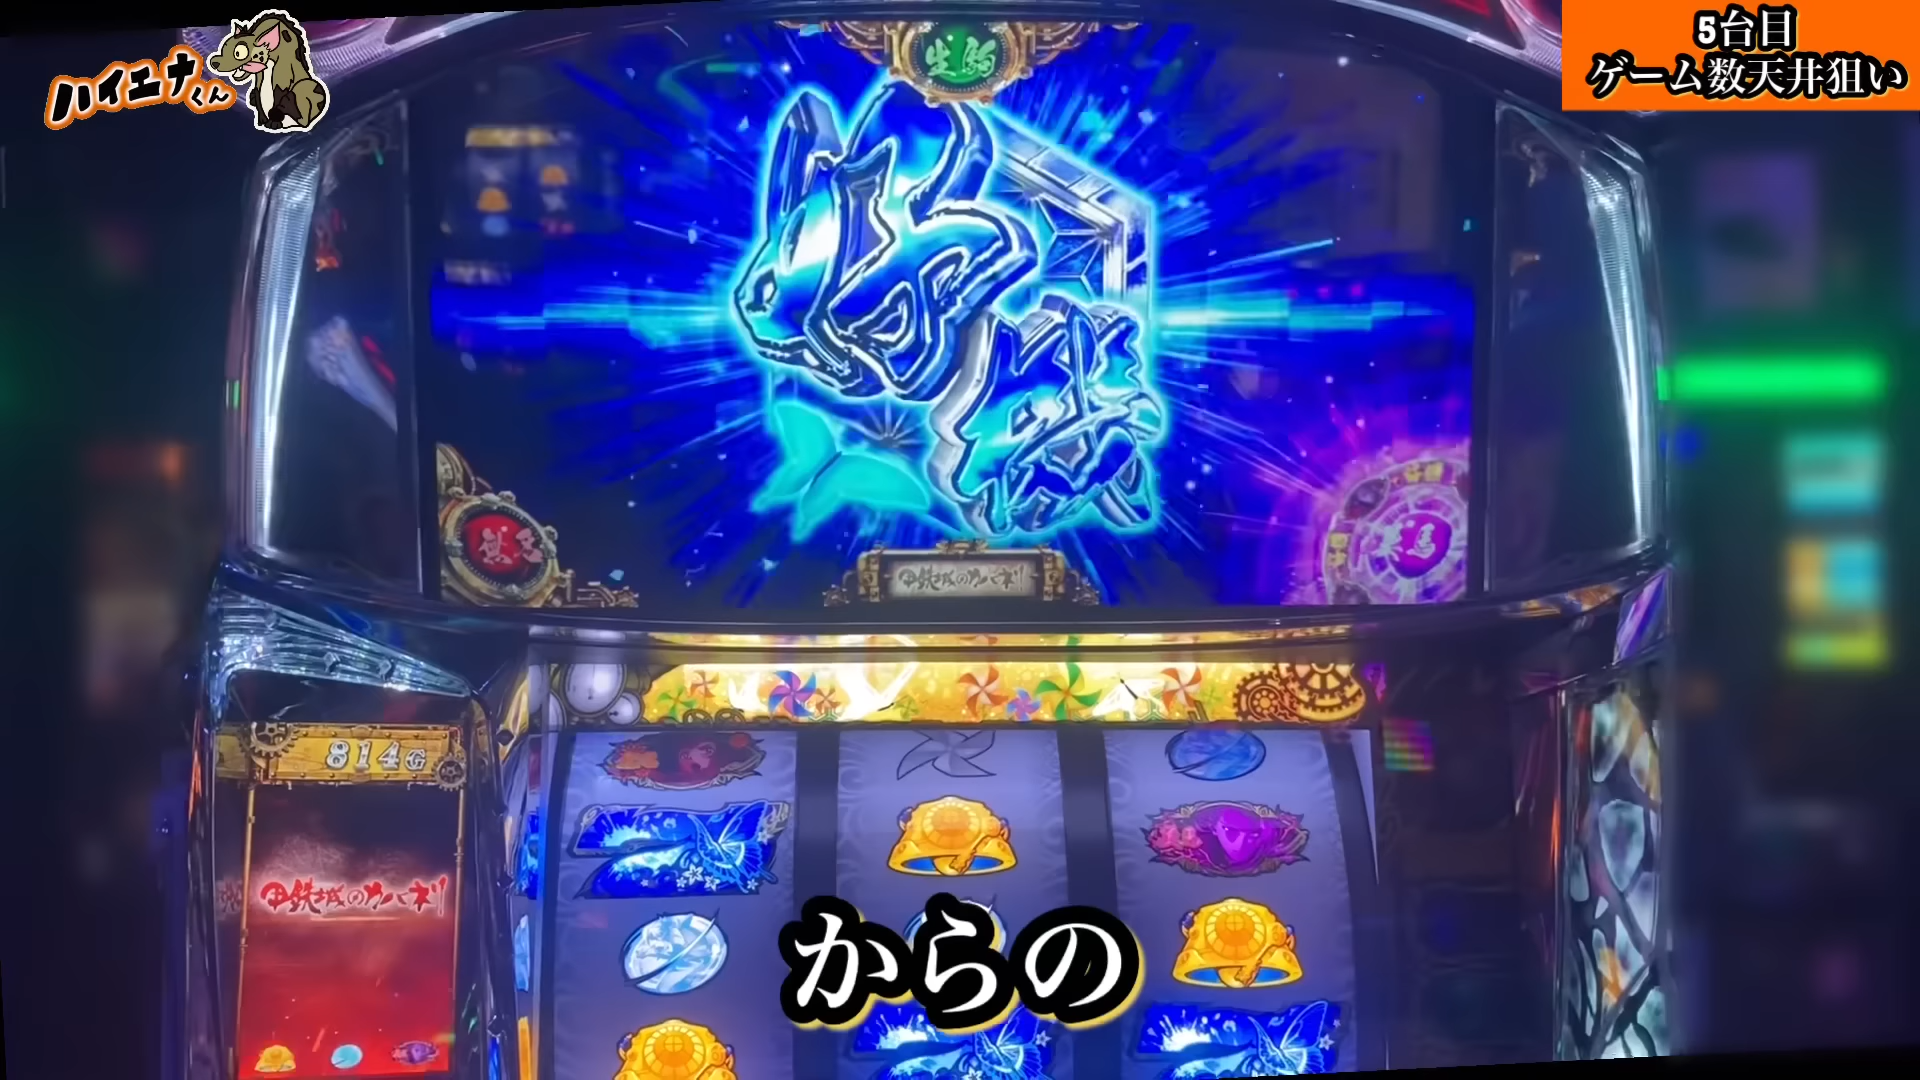 ハイエナくん
5台目
ゲーム数天井狙い
生駒
好機
甲鉄城のカバネリ
814G
甲鉄城のカバネリ
からの